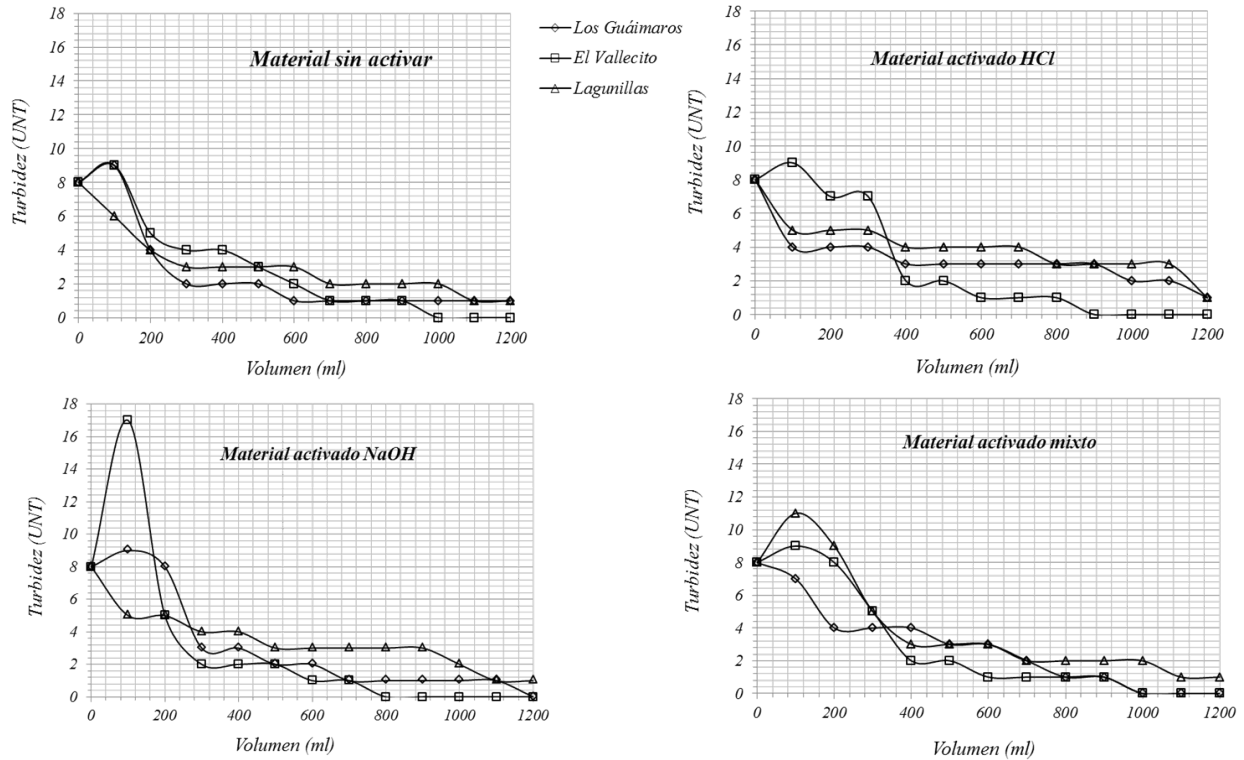 Material sin activar
Turbidez (UNT)
18
16
14
12
10
8
6
4
2
0
0 200 400 600 800 1000 1200
Volumen (ml)
Los Guáimaros
El Vallecito
Lagunillas
Material activado HCl
Turbidez (UNT)
18
16
14
12
10
8
6
4
2
0
0 200 400 600 800 1000 1200
Volumen (ml)
Material activado NaOH
Turbidez (UNT)
18
16
14
12
10
8
6
4
2
0
0 200 400 600 800 1000 1200
Volumen (ml)
Material activado mixto
Turbidez (UNT)
18
16
14
12
10
8
6
4
2
0
0 200 400 600 800 1000 1200
Volumen (ml)